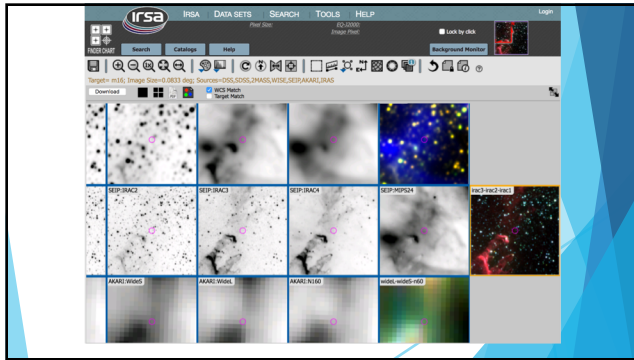 irsa IRSA DATA SETS SEARCH TOOLS HELP Login
Pixel Size: EQ-J2000:
Image Pixel: Lock by click
FINDER CHART Search Catalogs Help Background Monitor
Target= m16; Image Size=0.0833 deg; Sources=DSS,SDSS,2MASS,WISE,SEIP,AKARI,IRAS
Download WCS Match
Target Match
SEIP:IRAC2 SEIP:IRAC3 SEIP:IRAC4 SEIP:MIPS24 irac3-irac2-irac1
AKARI:WideS AKARI:WideL AKARI:N160 wideL-wideS-n60